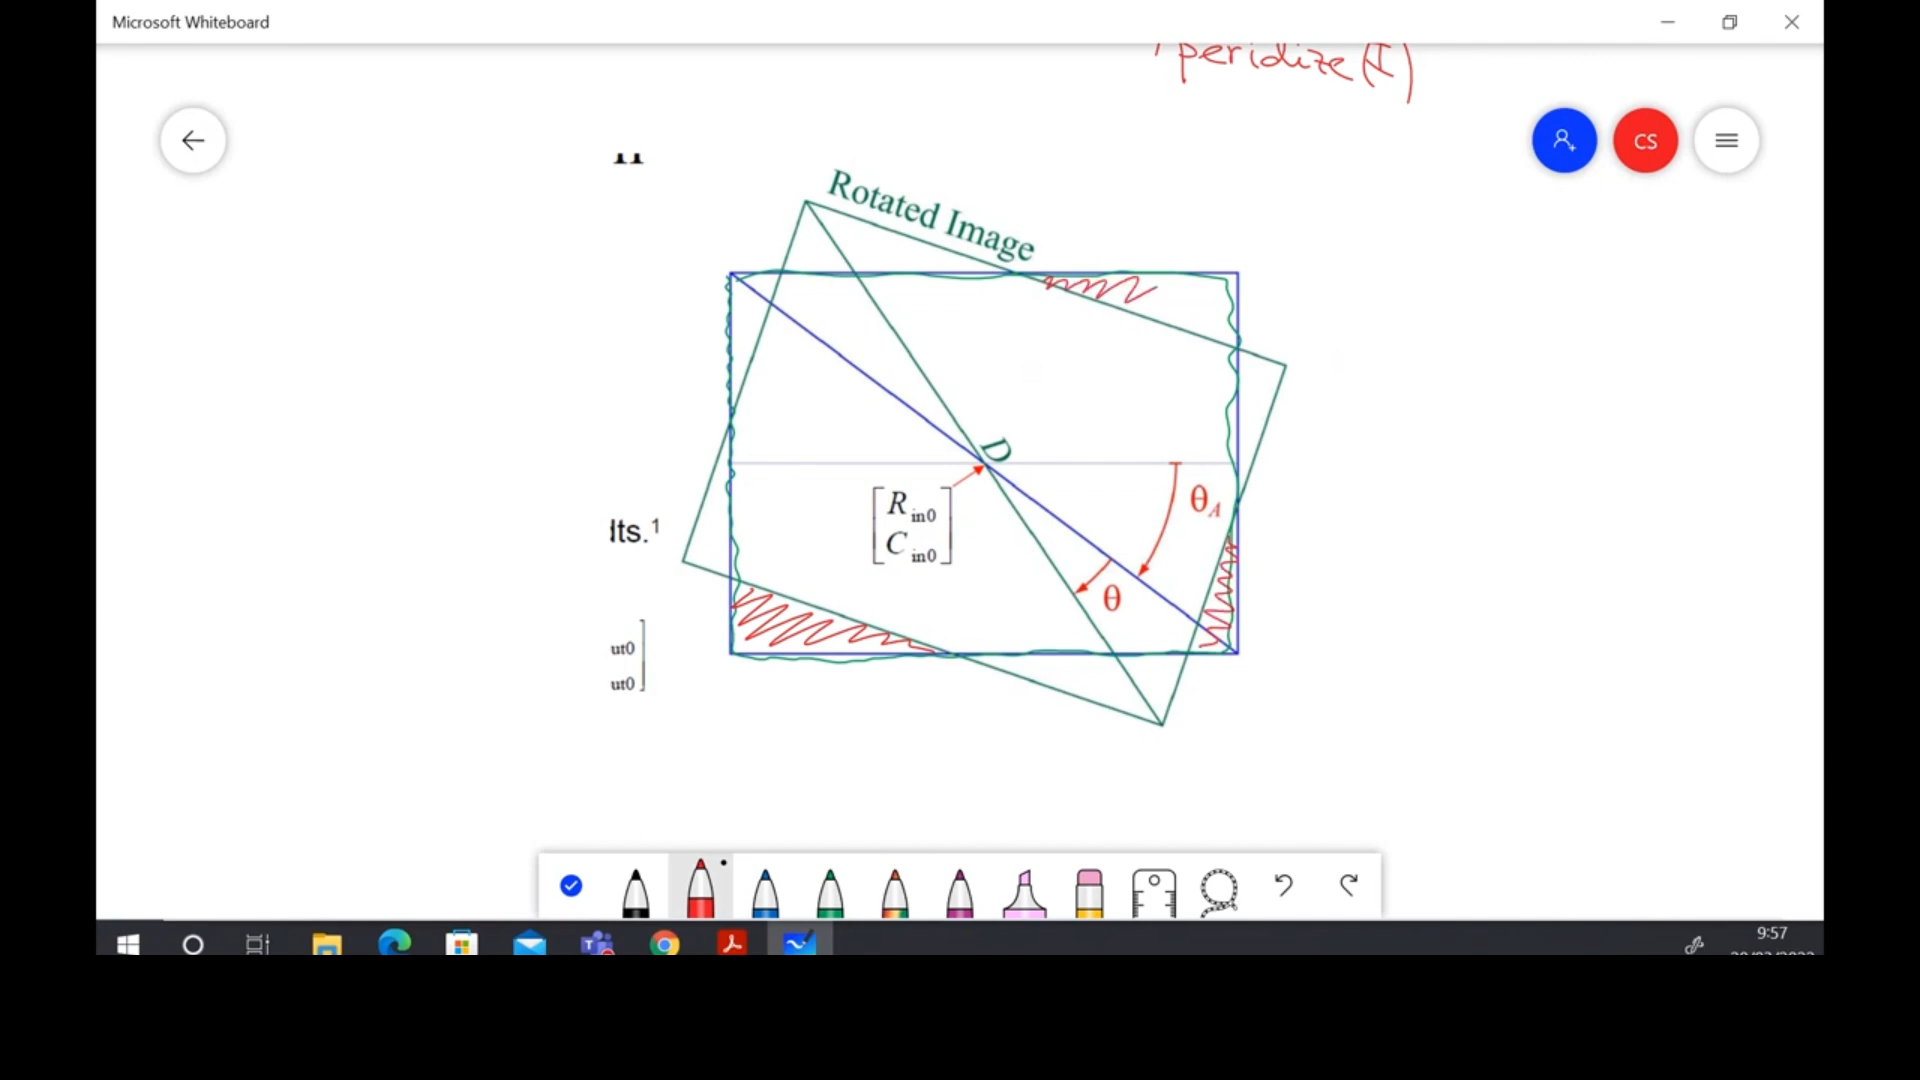 Microsoft Whiteboard
peridize (I)
CS
Rotated Image
D
θA
R in0
C in0
θ
lts.1
ut0
ut0
9:57